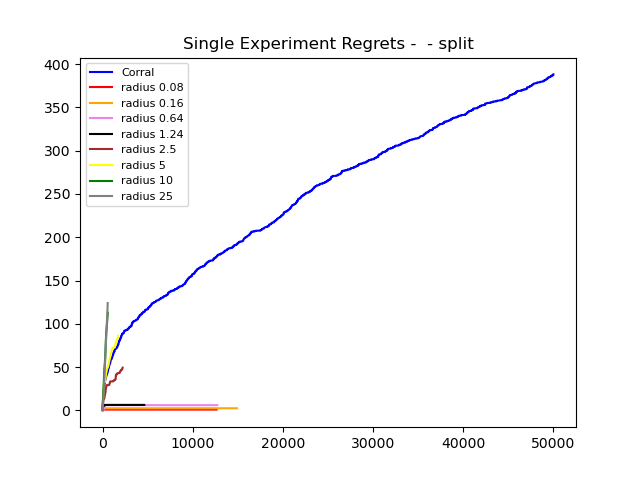 Single Experiment Regrets -  - split
400
350
300
250
200
150
100
50
0
Corral
radius 0.08
radius 0.16
radius 0.64
radius 1.24
radius 2.5
radius 5
radius 10
radius 25
0 10000 20000 30000 40000 50000